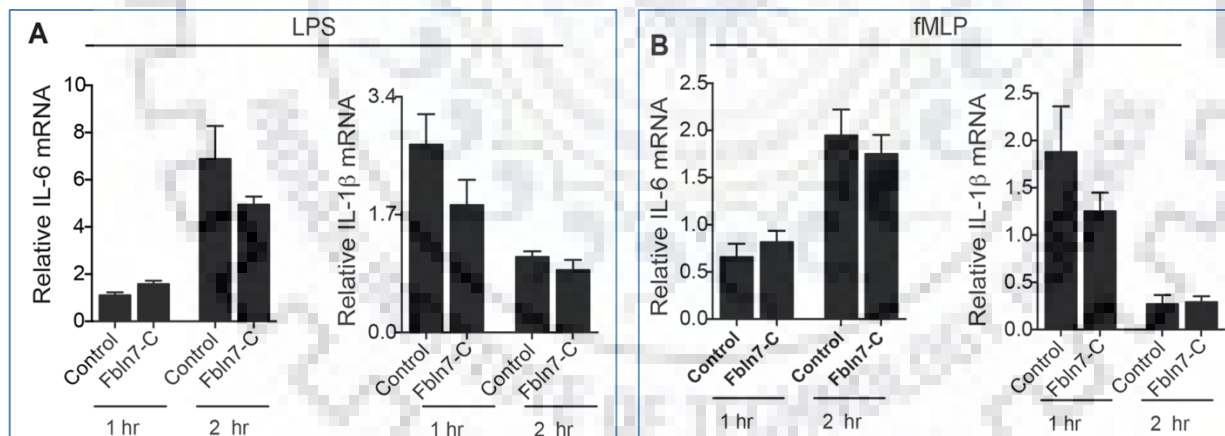 A
LPS
Relative IL-6 mRNA
10
8
6
4
2
0
Control
Fbln7-C
Control
Fbln7-C
1 hr
2 hr
Relative IL-1β mRNA
3.4
1.7
0.0
Control
Fbln7-C
Control
Fbln7-C
1 hr
2 hr
B
fMLP
Relative IL-6 mRNA
2.5
2.0
1.5
1.0
0.5
0.0
Control
Fbln7-C
Control
Fbln7-C
1 hr
2 hr
Relative IL-1β mRNA
2.5
2.0
1.5
1.0
0.5
0.0
Control
Fbln7-C
Control
Fbln7-C
1 hr
2 hr